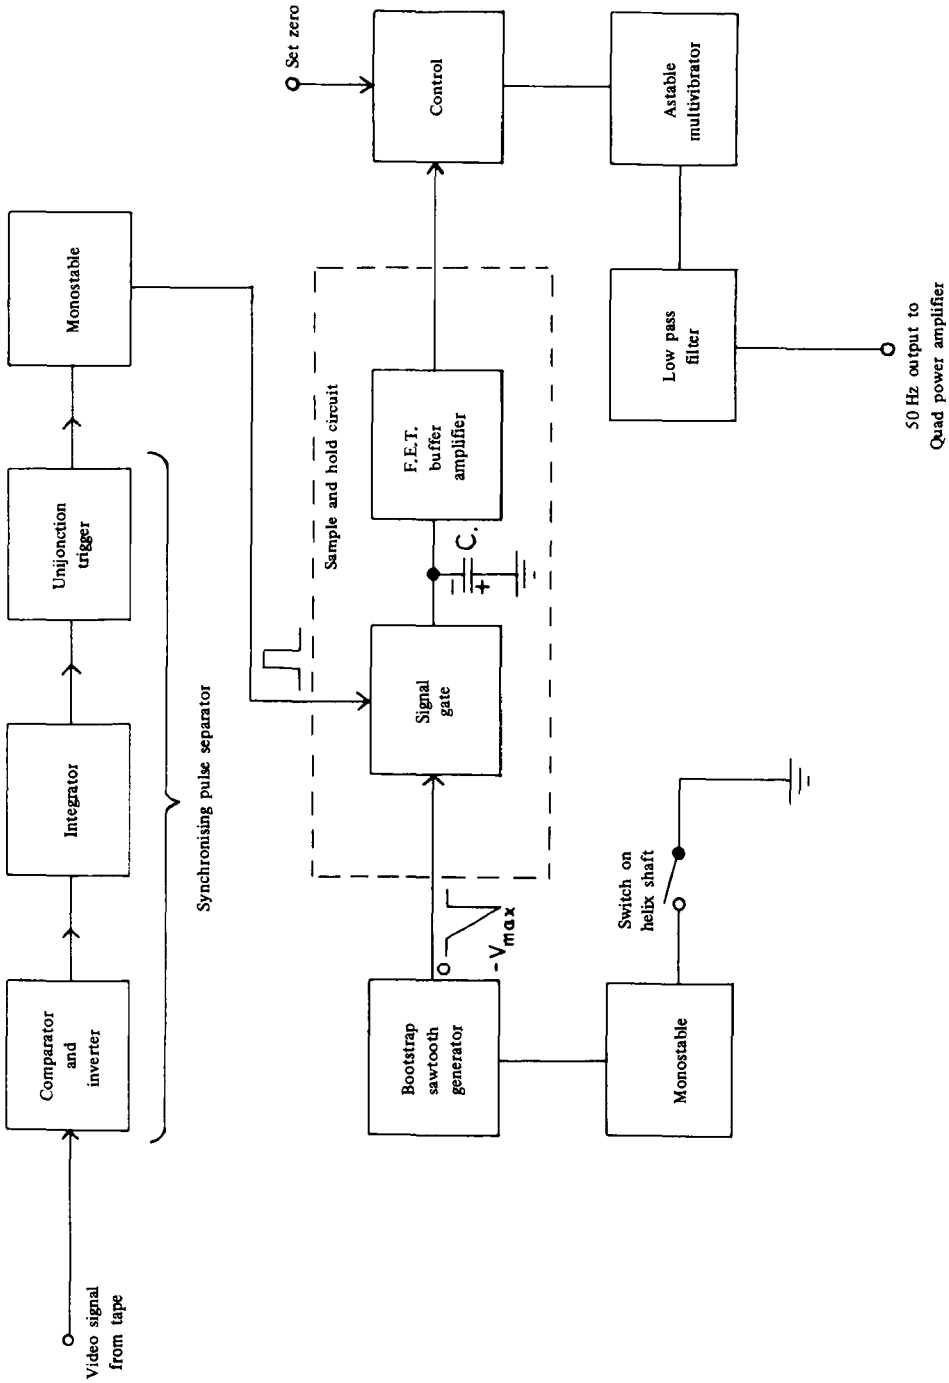 Video signal
from tape
Comparator
and
inverter
Integrator
Unijonction
trigger
Monostable
Synchronising pulse separator
Set zero
Sample and hold circuit
Bootstrap
sawtooth
generator
-Vmax
Signal
gate
C.
+
F.E.T.
buffer
amplifier
Control
Monostable
Switch on
helix shaft
Low pass
filter
Astable
multivibrator
50 Hz output to
Quad power amplifier